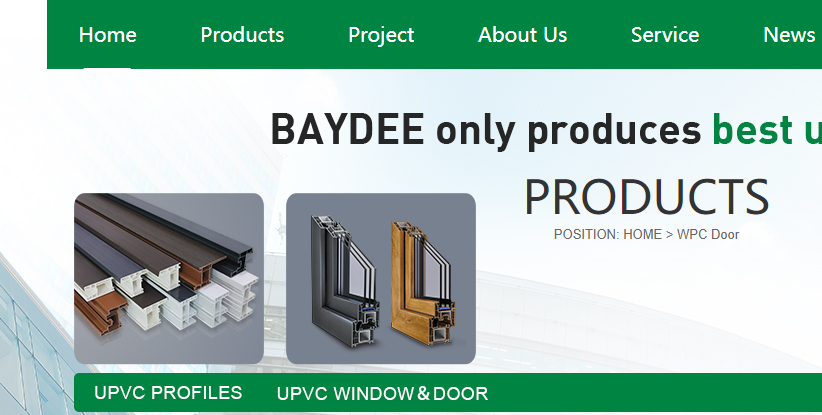 Home Products Project About Us Service News
BAYDEE only produces best
PRODUCTS
POSITION: HOME > WPC Door
UPVC PROFILES UPVC WINDOW & DOOR